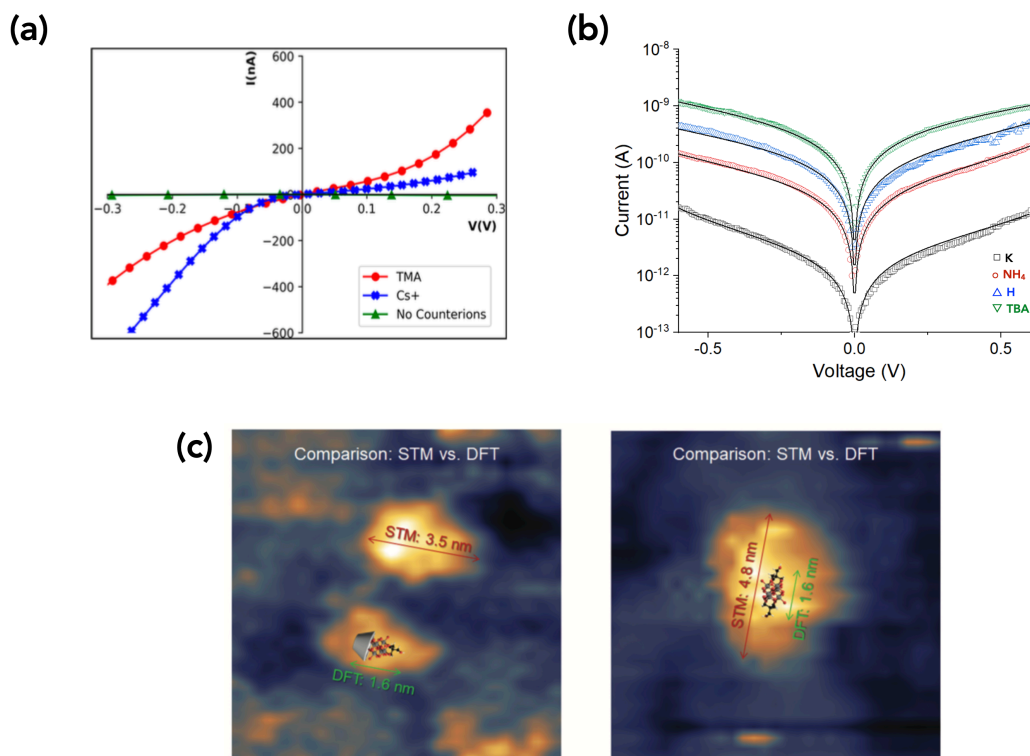 (a)
I(nA)
600
400
200
−0.3
−0.2
−0.1
0.0
0.1
0.2
0.3
V(V)
−200
−400
−600
TMA
Cs+
No Counterions
(b)
10⁻⁸
10⁻⁹
10⁻¹⁰
10⁻¹¹
10⁻¹²
10⁻¹³
Current (A)
-0.5
0.0
0.5
Voltage (V)
K
NH₄
H
TBA
(c)
Comparison: STM vs. DFT
STM: 3.5 nm
DFT: 1.6 nm
Comparison: STM vs. DFT
STM: 4.8 nm
DFT: 1.6 nm